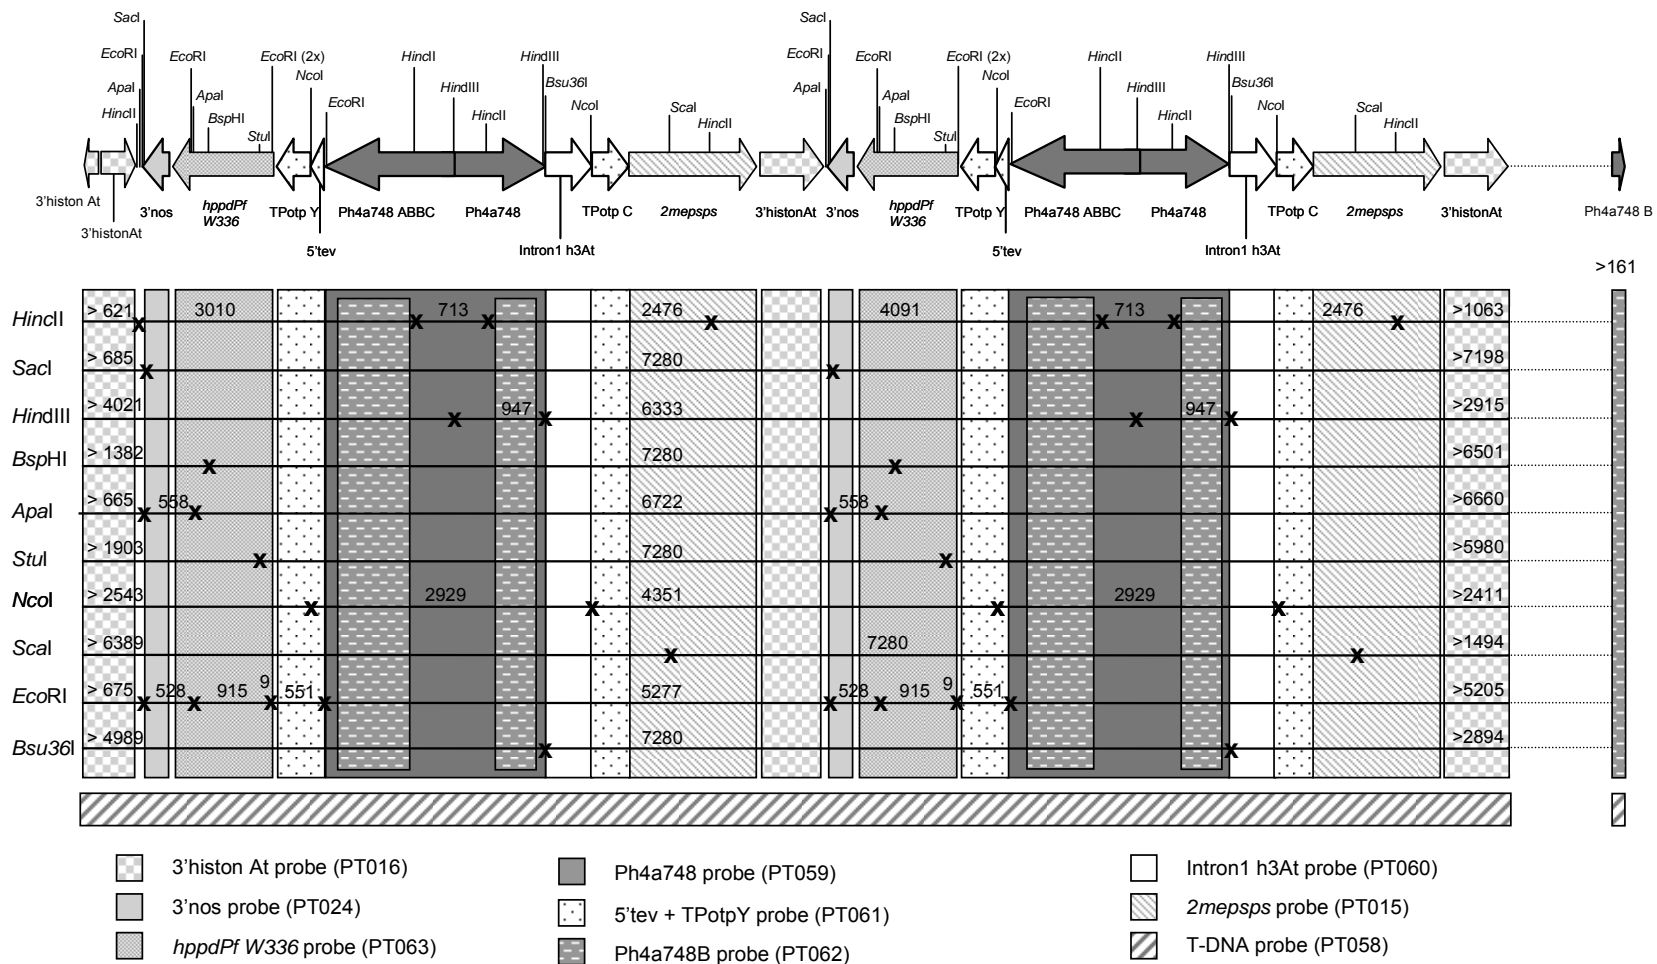 SacI
SacI
EcoRI
EcoRI
EcoRI (2x)
HincII
HindIII
EcoRI
EcoRI
EcoRI (2x)
HincII
HindIII
ApaI
ApaI
NcoI
HindIII
Bsu36I
ApaI
ApaI
NcoI
HindIII
Bsu36I
HincII
BspHI
StuI
EcoRI
HincII
NcoI
ScaI
HincII
BspHI
StuI
EcoRI
HincII
NcoI
ScaI
HincII
3'histon At
3'histonAt
3'nos
hppdPf W336
TPotp Y
5'tev
Ph4a748 ABBC
Ph4a748
Intron1 h3At
TPotp C
2mepsps
3'histonAt
3'nos
hppdPf W336
TPotp Y
5'tev
Ph4a748 ABBC
Ph4a748
Intron1 h3At
TPotp C
2mepsps
3'histonAt
Ph4a748 B
>161
HincII > 621 3010 713 2476 4091 713 2476 >1063
SacI > 685 7280 >7198
HindIII > 4021 947 6333 947 >2915
BspHI > 1382 7280 >6501
ApaI > 665 558 6722 558 >6660
StuI > 1903 7280 >5980
NcoI > 2543 2929 4351 2929 >2411
ScaI > 6389 7280 >1494
EcoRI > 675 528 915 9 551 5277 528 915 9 551 >5205
Bsu36I > 4989 7280 >2894
3'histon At probe (PT016)
3'nos probe (PT024)
hppdPf W336 probe (PT063)
Ph4a748 probe (PT059)
5'tev + TPotpY probe (PT061)
Ph4a748B probe (PT062)
Intron1 h3At probe (PT060)
2mepsps probe (PT015)
T-DNA probe (PT058)